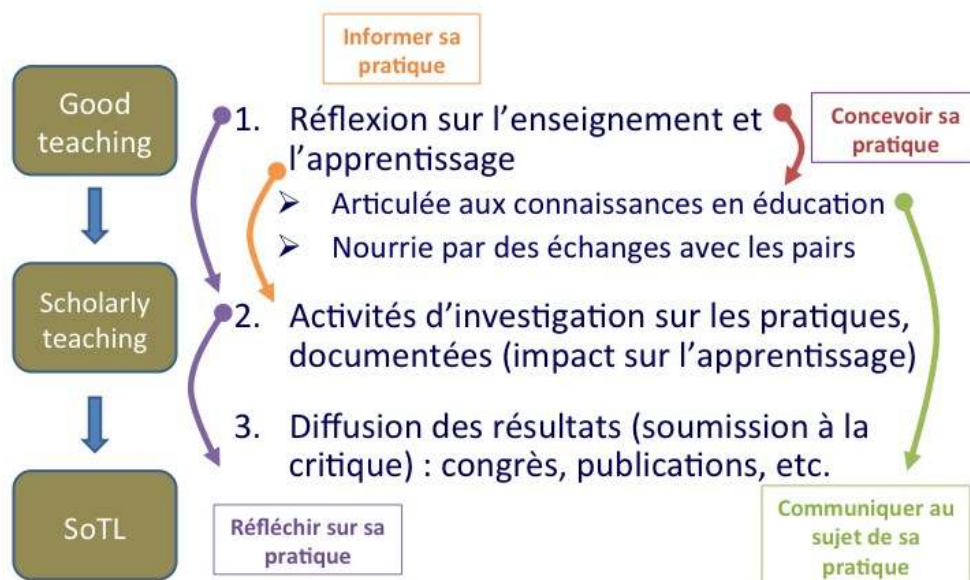 Informer sa
pratique
Good
teaching
1. Réflexion sur l’enseignement et
l’apprentissage
Concevoir sa
pratique
➢ Articulée aux connaissances en éducation
➢ Nourrie par des échanges avec les pairs
Scholarly
teaching
2. Activités d’investigation sur les pratiques,
documentées (impact sur l’apprentissage)
3. Diffusion des résultats (soumission à la
critique) : congrès, publications, etc.
SoTL
Réfléchir sur sa
pratique
Communiquer au
sujet de sa
pratique